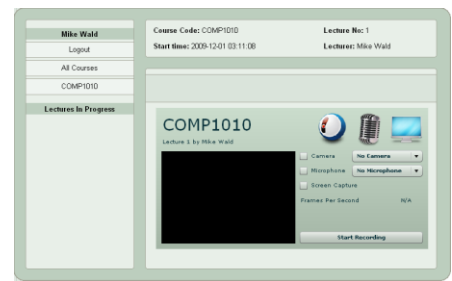 Mike Wald
Logout
All Courses
COMP1010
Lectures In Progress
Course Code: COMP1010
Lecture No: 1
Start time: 2009-12-01 03:11:08
Lecturer: Mike Wald
COMP1010
Lecture 1 by Mike Wald
Camera
No Camera
Microphone
No Microphone
Screen Capture
Frames Per Second
N/A
Start Recording